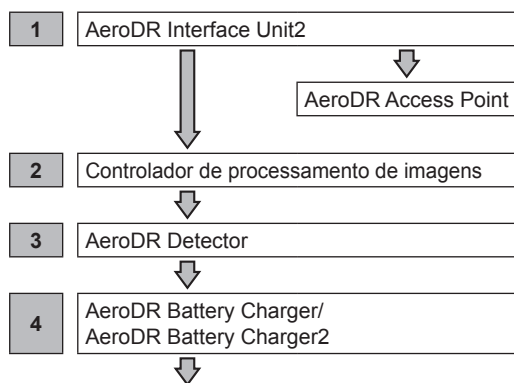 1
AeroDR Interface Unit2
AeroDR Access Point
2
Controlador de processamento de imagens
3
AeroDR Detector
4
AeroDR Battery Charger/
AeroDR Battery Charger2